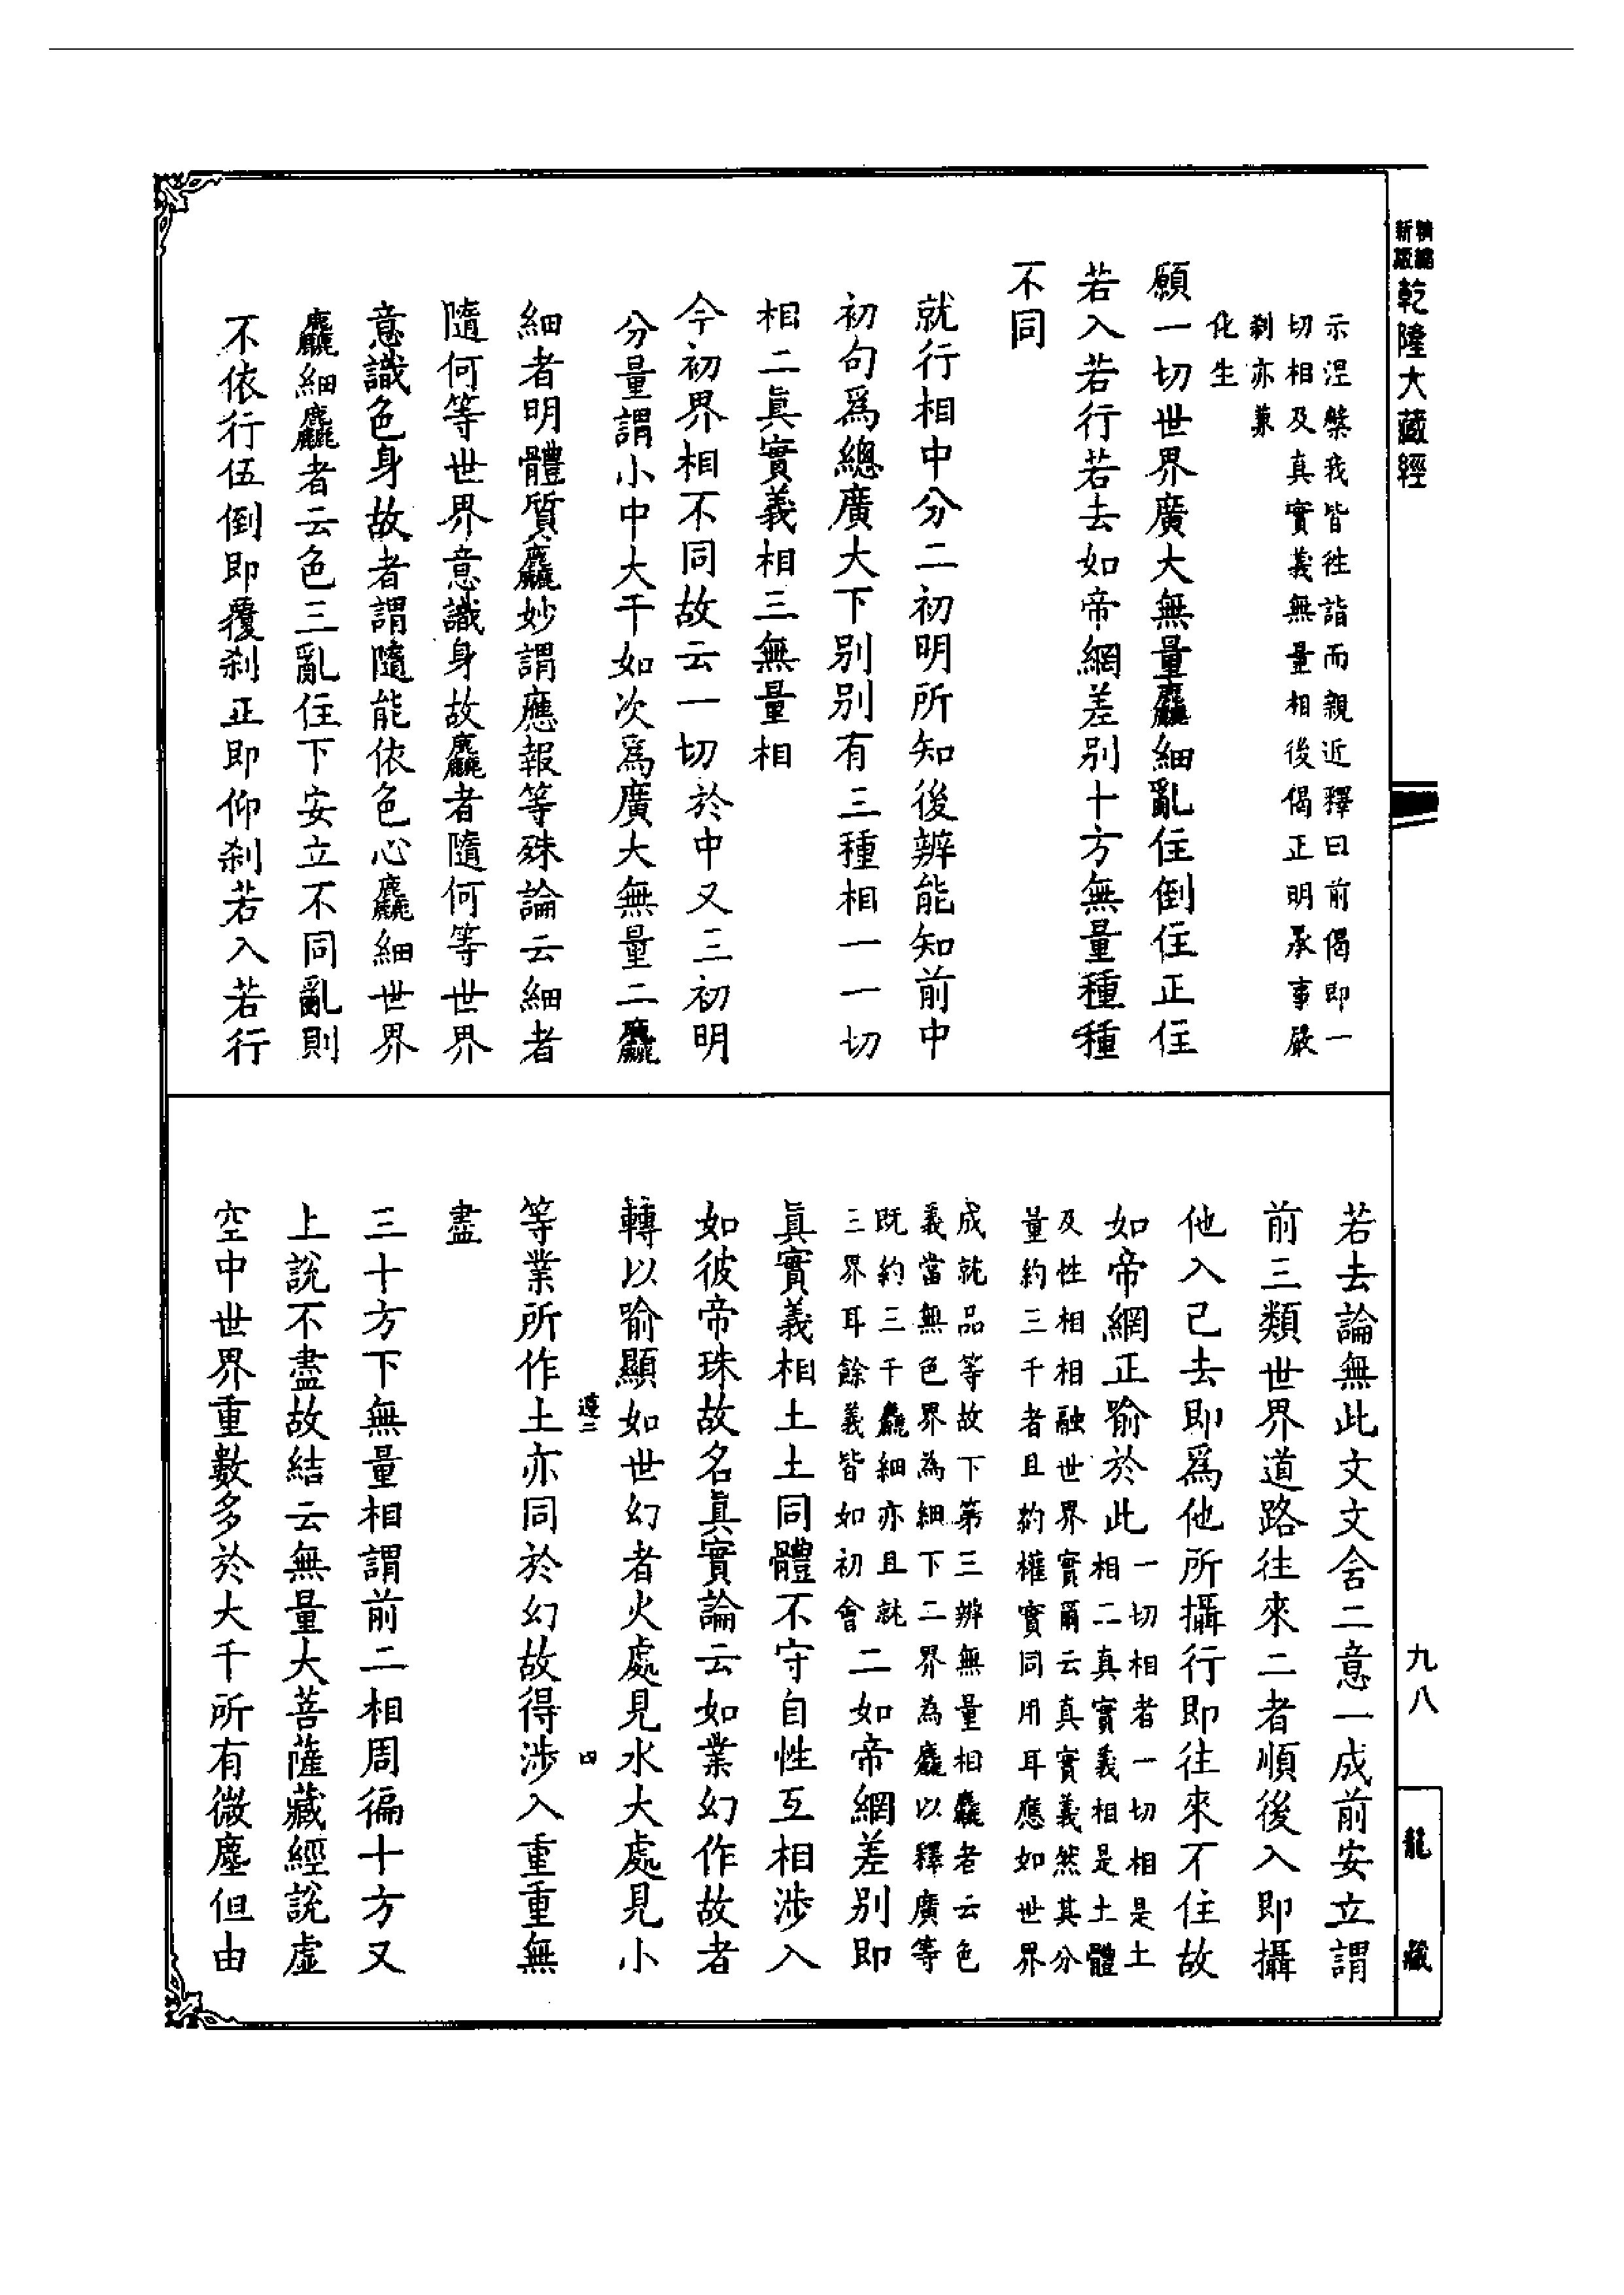 精編
新版
乾隆大藏經
示涅槃我皆往詣而親近釋曰前偈即一
切相及真實義無量相後偈正明承事嚴
刹亦兼
化生
願一切世界廣大無量麤細亂住倒住正住
若入若行若去如帝網差別十方無量種種
不同
就行相中分二初明所知後辨能知前中
初句爲總廣大下別別有三種相一一切
相二眞實義相三無量相
今初界相不同故云一切於中又三初明
分量謂小中大千如次爲廣大無量二麤
細者明體質麤妙謂應報等殊論云細者
隨何等世界意識身故麤者隨何等世界
意識色身故者謂隨能依色心麤細世界
麤細麤者云色三亂住下安立不同亂則
不依行伍倒即覆刹正即仰刹若入若行
九八
龍藏
若去論無此文文含二意一成前安立謂
前三類世界道路往來二者順後入即攝
他入己去即爲他所攝行即往來不住故
如帝網正喻於此
一切相者一切相是土
相二真實義相是土體
及性相相融世界實爾云真實義然其分
量約三千者且約權實同用耳應如世界
成就品等故下第三辨無量相麤者云色
義當無色界為細下二界為麤以釋廣等
既約三千麤細亦且就
三界耳餘義皆如初會
二如帝網差別即
眞實義相土土同體不守自性互相涉入
如彼帝珠故名眞實論云如業幻作故者
轉以喻顯如世幻者火處見水大處見小
遵二 四
等業所作土亦同於幻故得涉入重重無
盡
三十方下無量相謂前二相周徧十方又
上說不盡故結云無量大菩薩藏經說虛
空中世界重數多於大千所有微塵但由